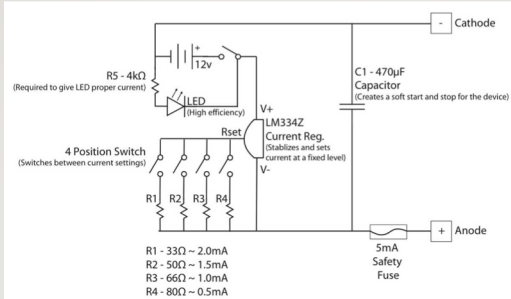 - Cathode
+
12v
R5 - 4kΩ
(Required to give LED proper current)
C1 - 470µF
Capacitor
(Creates a soft start and stop for the device)
LED
(High efficiency)
V+
LM334Z
Rset
Current Reg.
(Stablizes and sets
current at a fixed level)
4 Position Switch
(Switches between current settings)
V-
R1 R2 R3 R4
+ Anode
5mA
Safety
Fuse
R1 - 33Ω ~ 2.0mA
R2 - 50Ω ~ 1.5mA
R3 - 66Ω ~ 1.0mA
R4 - 80Ω ~ 0.5mA